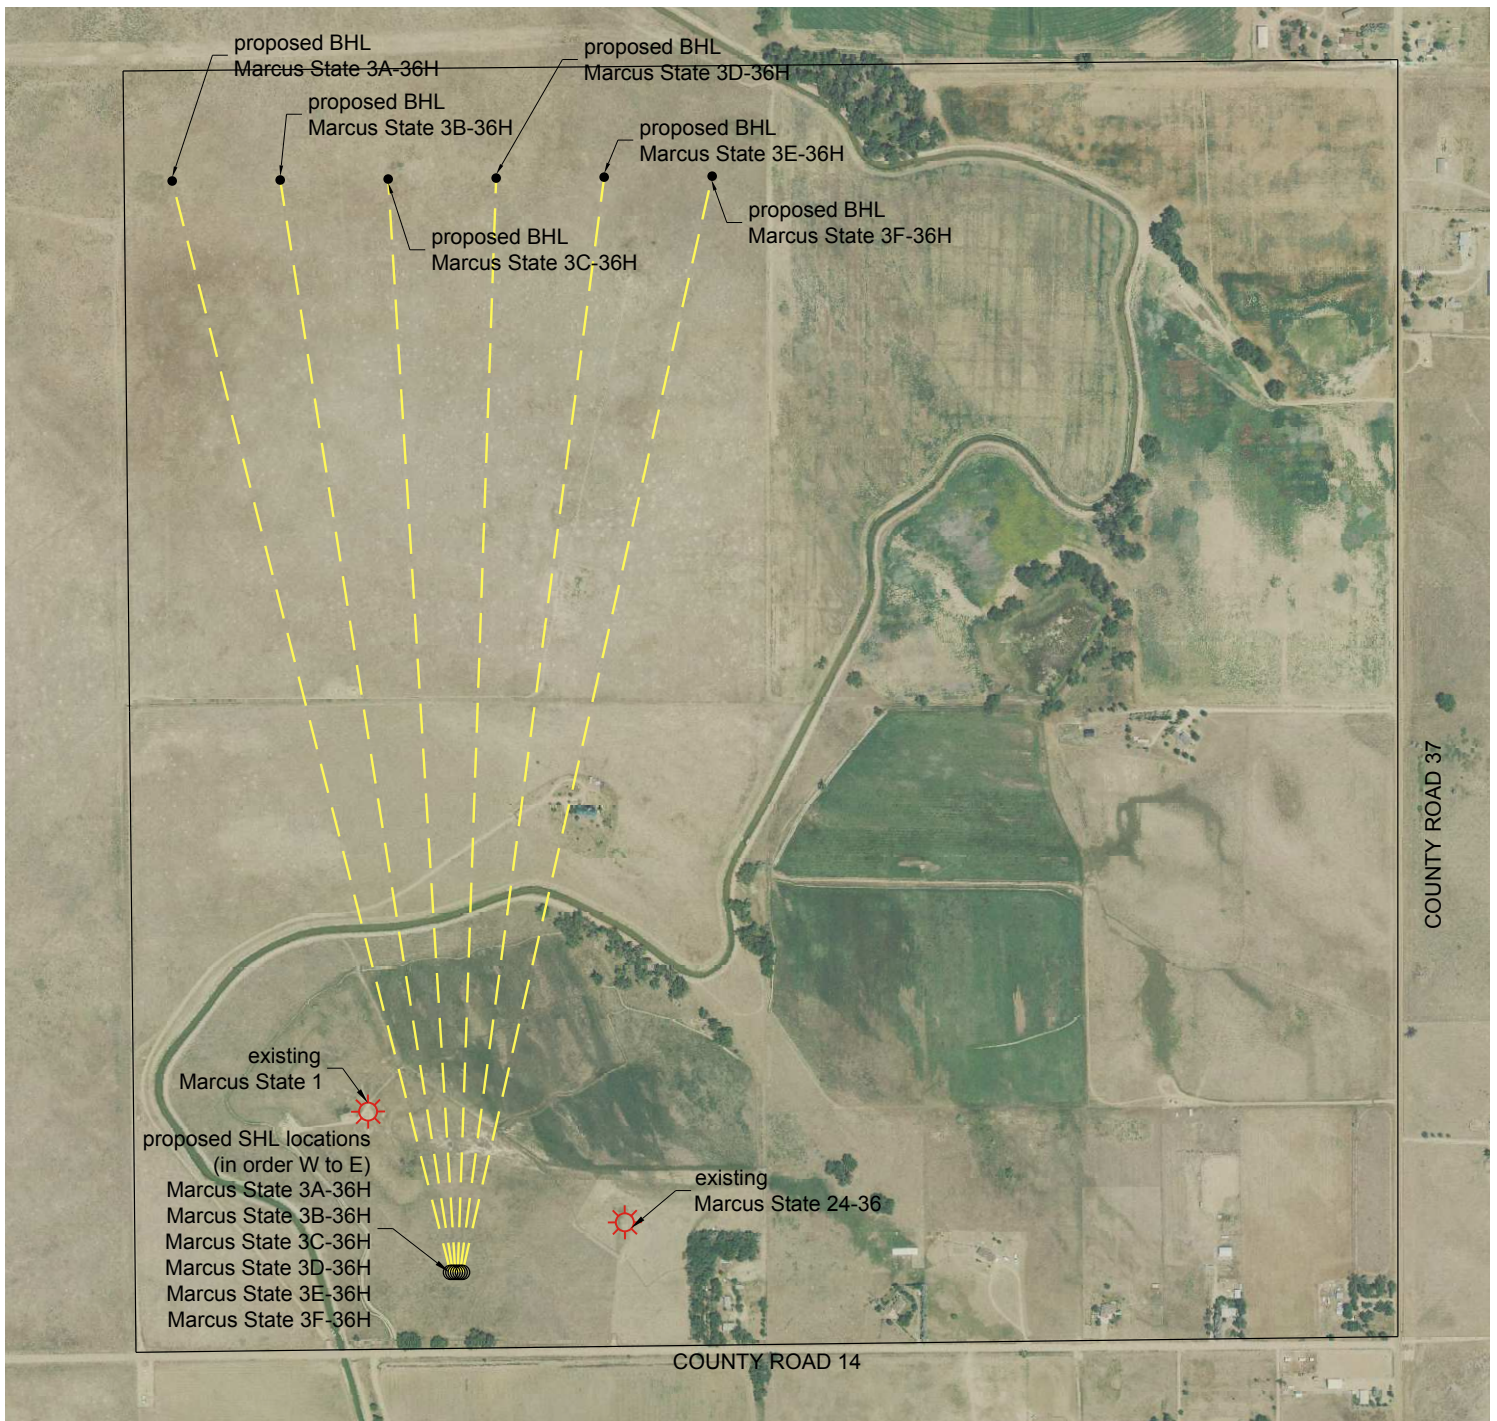 proposed BHL
Marcus State 3A-36H
proposed BHL
Marcus State 3D-36H
proposed BHL
Marcus State 3B-36H
proposed BHL
Marcus State 3E-36H
proposed BHL
Marcus State 3C-36H
proposed BHL
Marcus State 3F-36H
COUNTY ROAD 37
existing
Marcus State 1
proposed SHL locations
(in order W to E)
Marcus State 3A-36H
Marcus State 3B-36H
Marcus State 3C-36H
Marcus State 3D-36H
Marcus State 3E-36H
Marcus State 3F-36H
existing
Marcus State 24-36
COUNTY ROAD 14